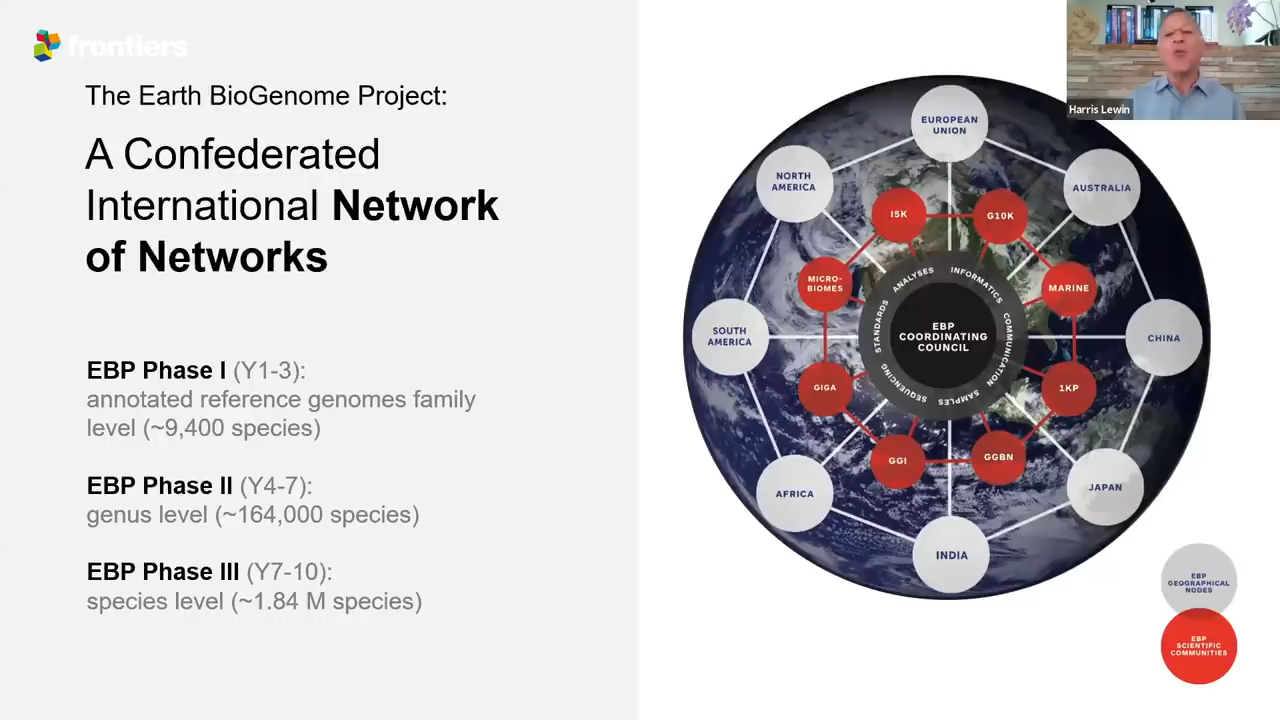 frontiers
The Earth BioGenome Project:
A Confederated
International Network
of Networks
EBP Phase I (Y1-3):
annotated reference genomes family
level (~9,400 species)
EBP Phase II (Y4-7):
genus level (~164,000 species)
EBP Phase III (Y7-10):
species level (~1.84 M species)
Harris Lewin
EUROPEAN
UNION
NORTH
AMERICA
AUSTRALIA
I5K
G10K
MICRO-
BIOMES
MARINE
ANALYSES
INFORMATICS
STANDARDS
COMMUNICATION
SEQUENCING
SAMPLES
EBP
COORDINATING
COUNCIL
SOUTH
AMERICA
CHINA
GIGA
1KP
GGI
GGBN
AFRICA
JAPAN
INDIA
EBP
GEOGRAPHICAL
NODES
EBP
SCIENTIFIC
COMMUNITIES